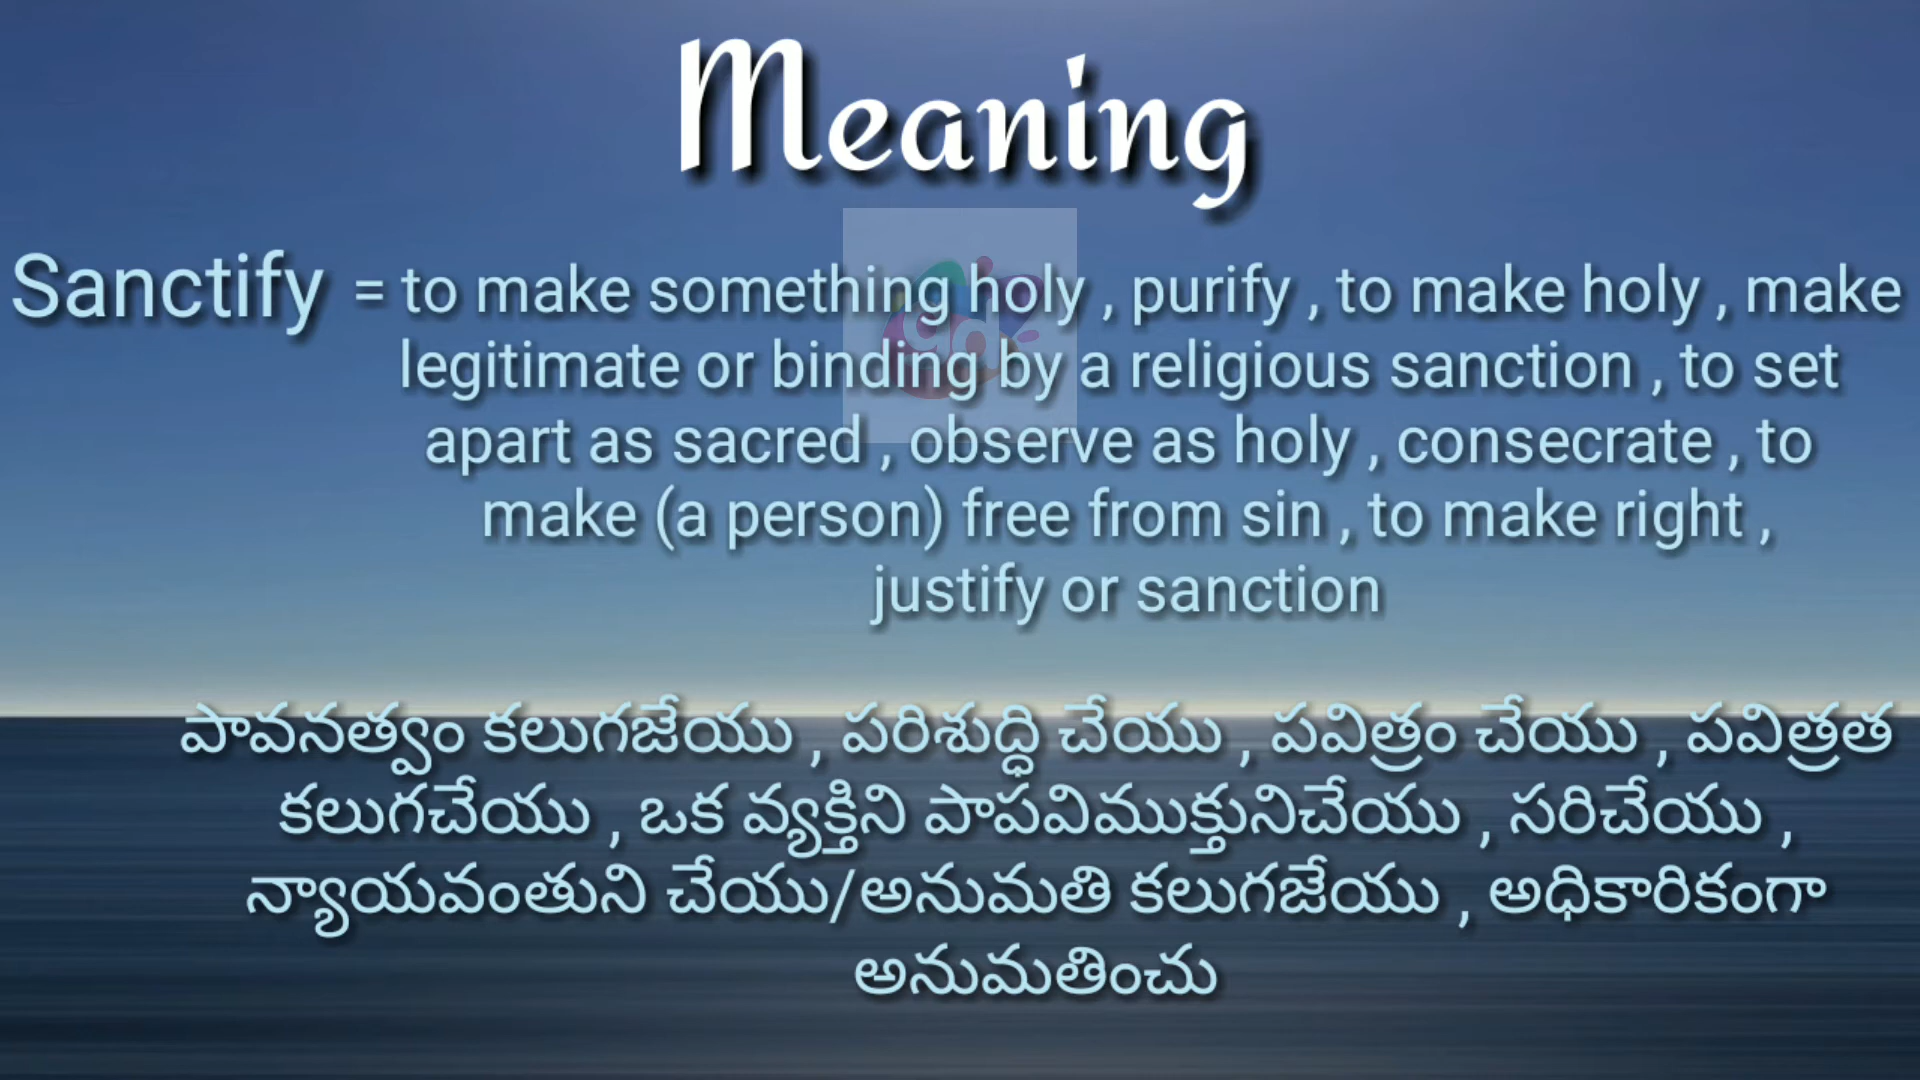 Meaning
Sanctify = to make something holy , purify , to make holy , make
legitimate or binding by a religious sanction , to set
apart as sacred , observe as holy , consecrate , to
make (a person) free from sin , to make right ,
justify or sanction
పావనత్వం కలుగజేయు , పరిశుద్ధి చేయు , పవిత్రం చేయు , పవిత్రత
కలుగచేయు , ఒక వ్యక్తిని పాపవిముక్తునిచేయు , సరిచేయు ,
న్యాయవంతుని చేయు/అనుమతి కలుగజేయు , అధికారికంగా
అనుమతించు